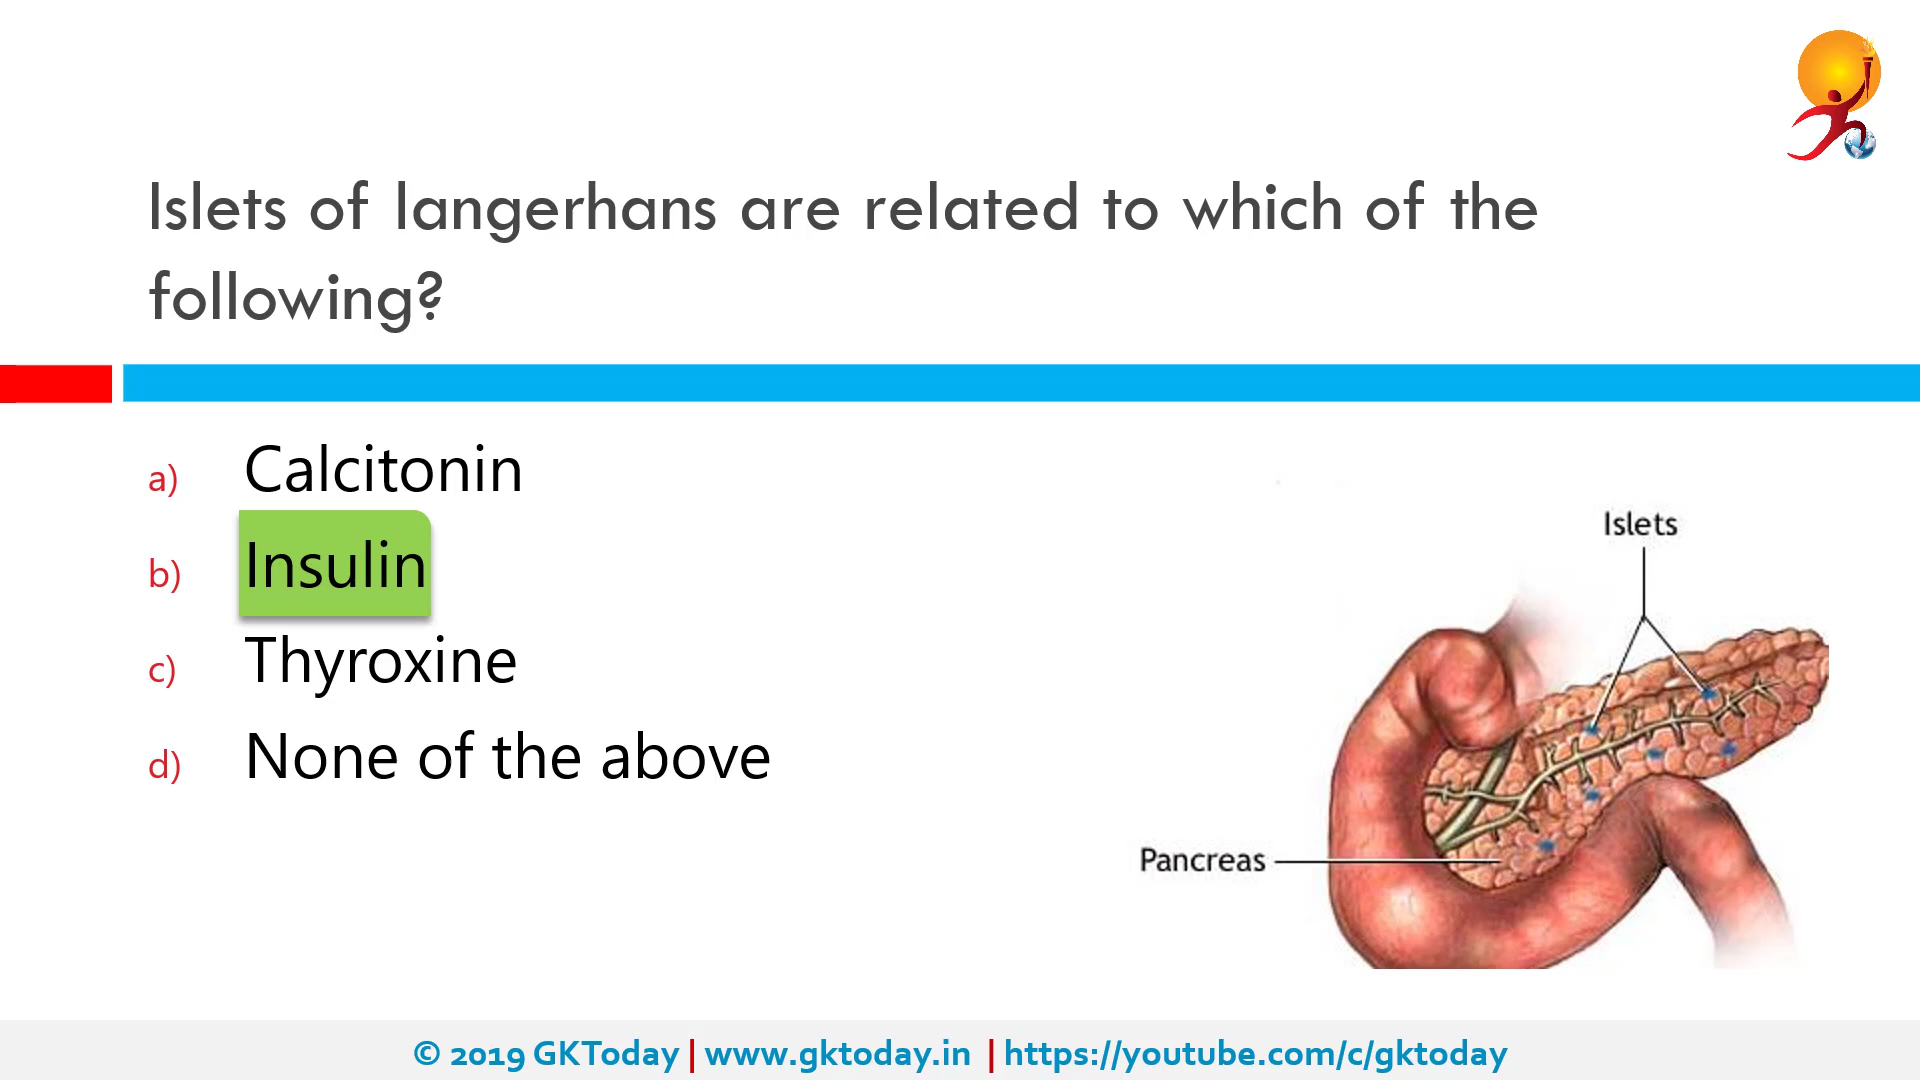 Islets of langerhans are related to which of the
following?
a) Calcitonin
b) Insulin
c) Thyroxine
d) None of the above
Islets
Pancreas
© 2019 GKToday | www.gktoday.in | https://youtube.com/c/gktoday